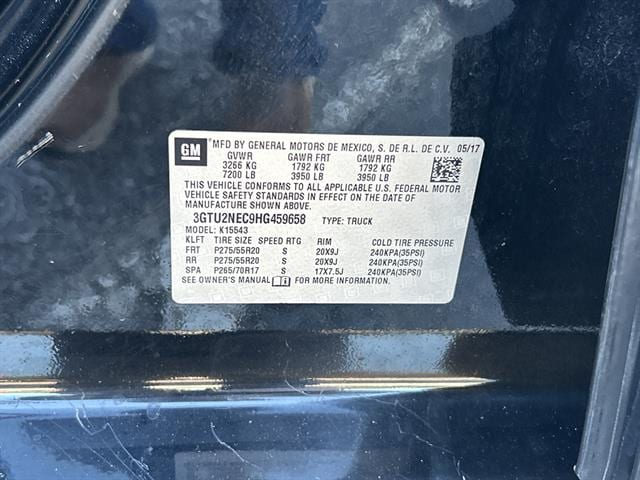 GM
MFD BY GENERAL MOTORS DE MEXICO, S. DE R.L. DE C.V. 05/17
GVWR GAWR FRT GAWR RR
3266 KG 1792 KG 1792 KG
7200 LB 3950 LB 3950 LB
THIS VEHICLE CONFORMS TO ALL APPLICABLE U.S. FEDERAL MOTOR
VEHICLE SAFETY STANDARDS IN EFFECT ON THE DATE OF
MANUFACTURE SHOWN ABOVE.
3GTU2NEC9HG459658 TYPE: TRUCK
MODEL: K15543
KLFT TIRE SIZE SPEED RTG RIM COLD TIRE PRESSURE
FRT P275/55R20 S 20X9J 240KPA(35PSI)
RR P275/55R20 S 20X9J 240KPA(35PSI)
SPA P265/70R17 S 17X7.5J 240KPA(35PSI)
SEE OWNER'S MANUAL FOR MORE INFORMATION.